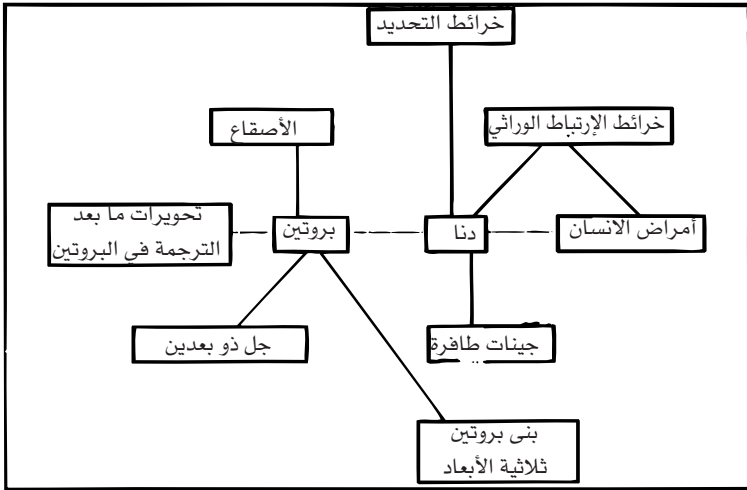 خرائط التحديد
خرائط الإرتباط الوراثي
الأصقاع
تحويرات ما بعد
الترجمة في البروتين
بروتين
دنا
أمراض الانسان
جل ذو بعدين
جينات طافرة
بنى بروتين
ثلاثية الأبعاد